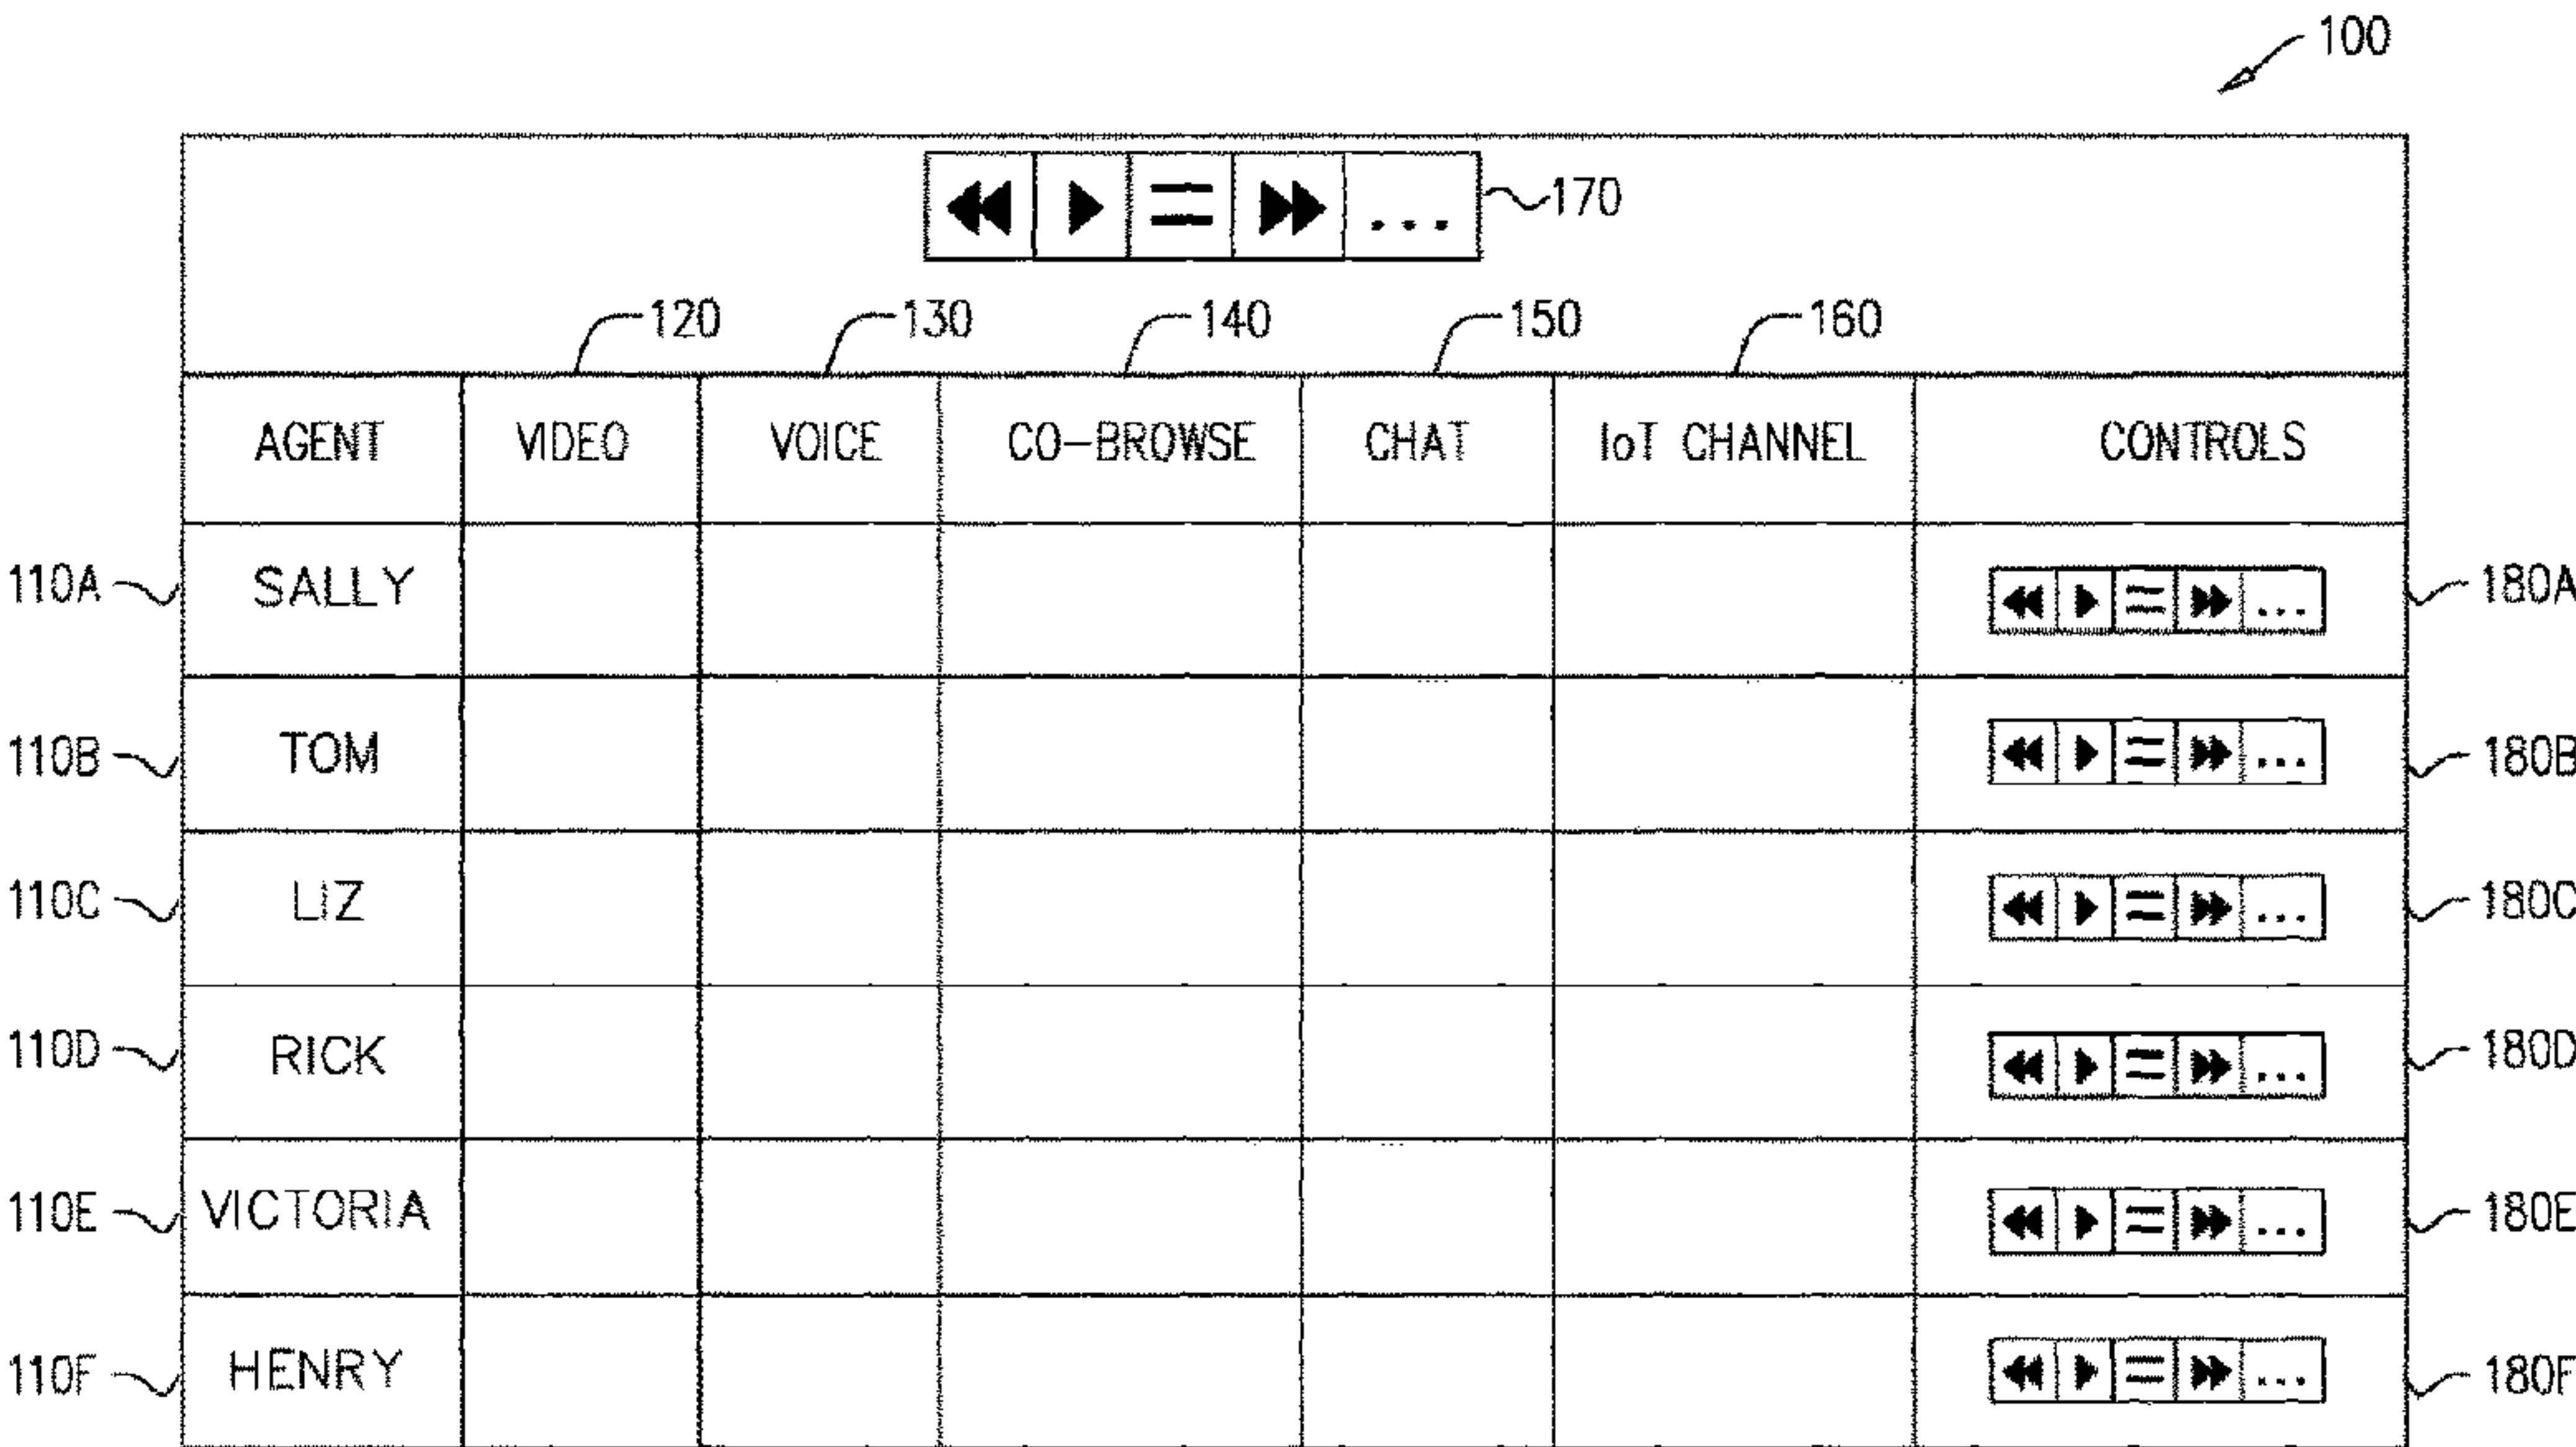 100
... 170
120 130 140 150 160
AGENT VIDEO VOICE CO-BROWSE CHAT IoT CHANNEL CONTROLS
110A SALLY ... 180A
110B TOM ... 180B
110C LIZ ... 180C
110D RICK ... 180D
110E VICTORIA ... 180E
110F HENRY ... 180F